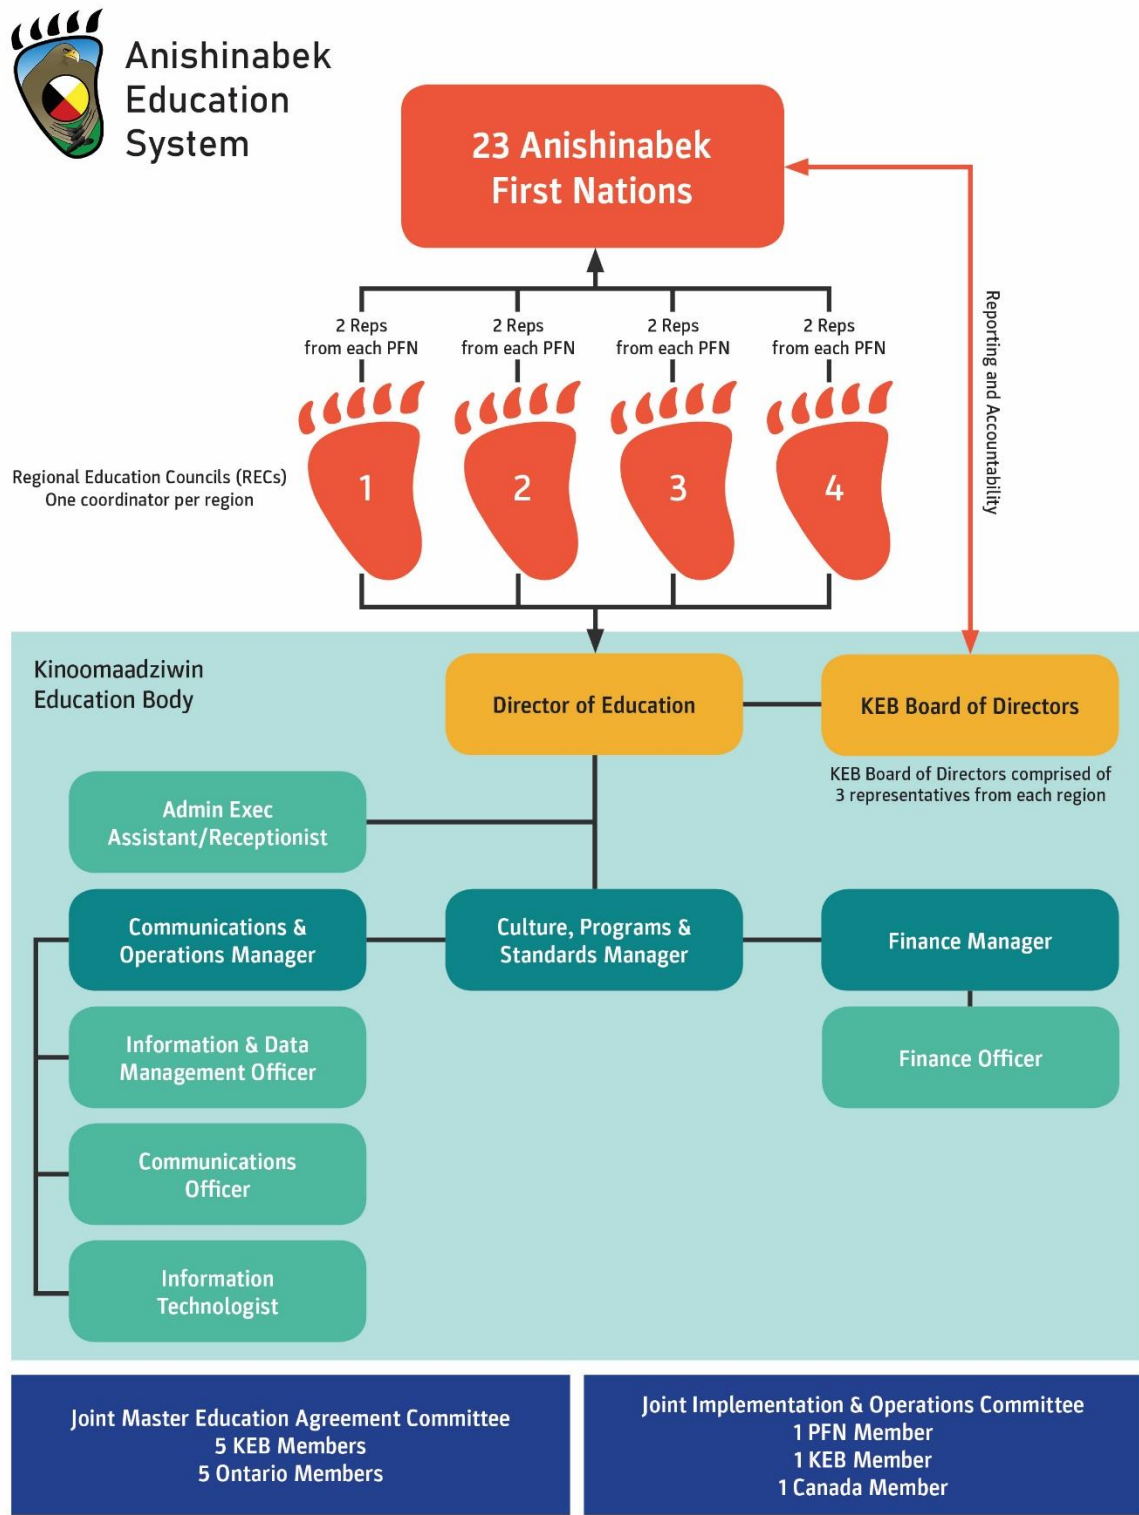 Anishinabek
Education
System
23 Anishinabek
First Nations
Reporting and Accountability
2 Reps
from each PFN
2 Reps
from each PFN
2 Reps
from each PFN
2 Reps
from each PFN
Regional Education Councils (RECs)
One coordinator per region
1
2
3
4
Kinoomaadziwin
Education Body
Director of Education
KEB Board of Directors
KEB Board of Directors comprised of
3 representatives from each region
Admin Exec
Assistant/Receptionist
Communications &
Operations Manager
Culture, Programs &
Standards Manager
Finance Manager
Information & Data
Management Officer
Finance Officer
Communications
Officer
Information
Technologist
Joint Master Education Agreement Committee
5 KEB Members
5 Ontario Members
Joint Implementation & Operations Committee
1 PFN Member
1 KEB Member
1 Canada Member